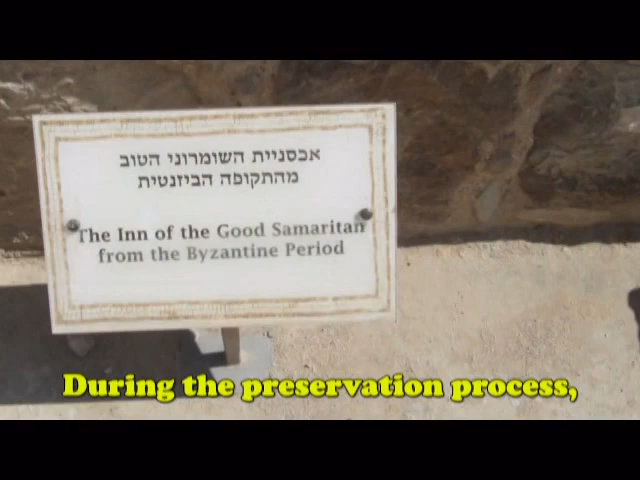 אכסניית השומרוני הטוב
מהתקופה הביזנטית
The Inn of the Good Samaritan
from the Byzantine Period
During the preservation process,